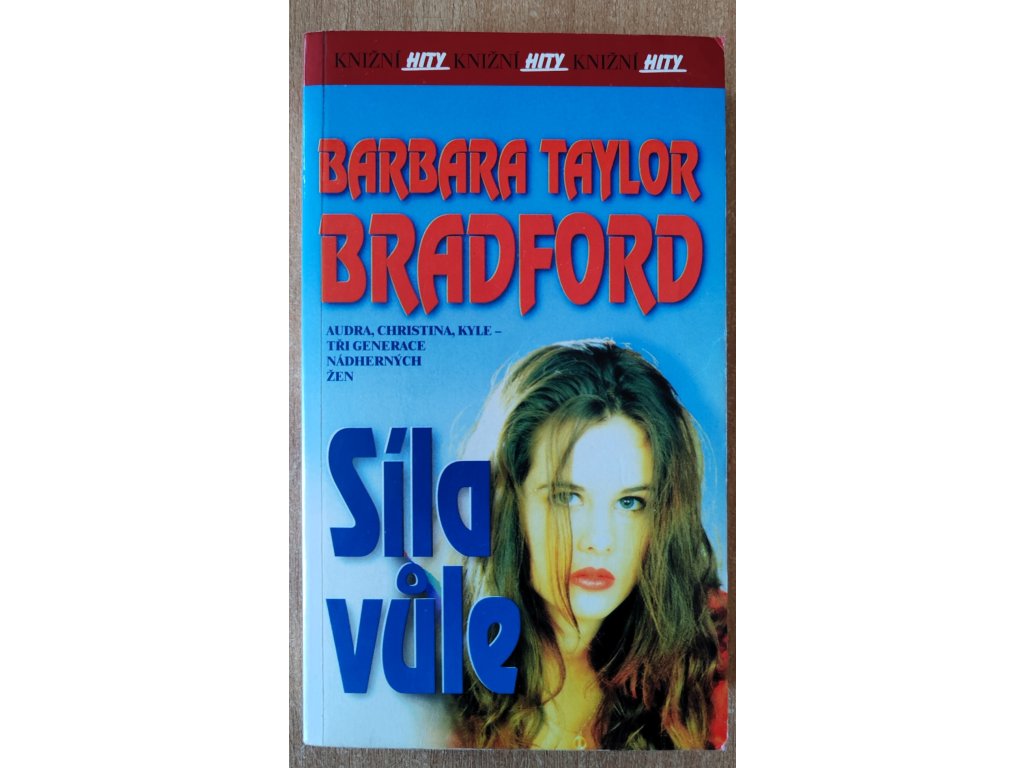 KNIŽNÍ HITY KNIŽNÍ HITY KNIŽNÍ HITY
BARBARA TAYLOR
BRADFORD
AUDRA, CHRISTINA, KYLE –
TŘI GENERACE
NÁDHERNÝCH
ŽEN
Síla
vůle